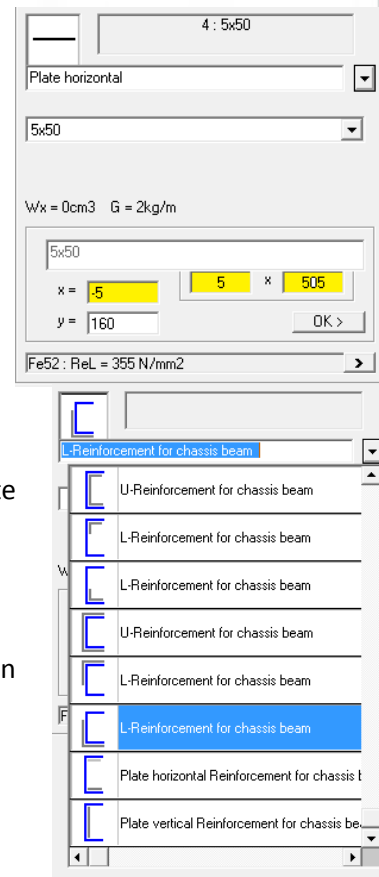 4 : 5x50
Plate horizontal
5x50
Wx = 0cm3 G = 2kg/m
5x50
x = -5
5 x 505
y = 160
OK >
Fe52 : ReL = 355 N/mm2 >
L-Reinforcement for chassis beam
U-Reinforcement for chassis beam
L-Reinforcement for chassis beam
L-Reinforcement for chassis beam
U-Reinforcement for chassis beam
L-Reinforcement for chassis beam
L-Reinforcement for chassis beam
Plate horizontal Reinforcement for chassis b
Plate vertical Reinforcement for chassis be